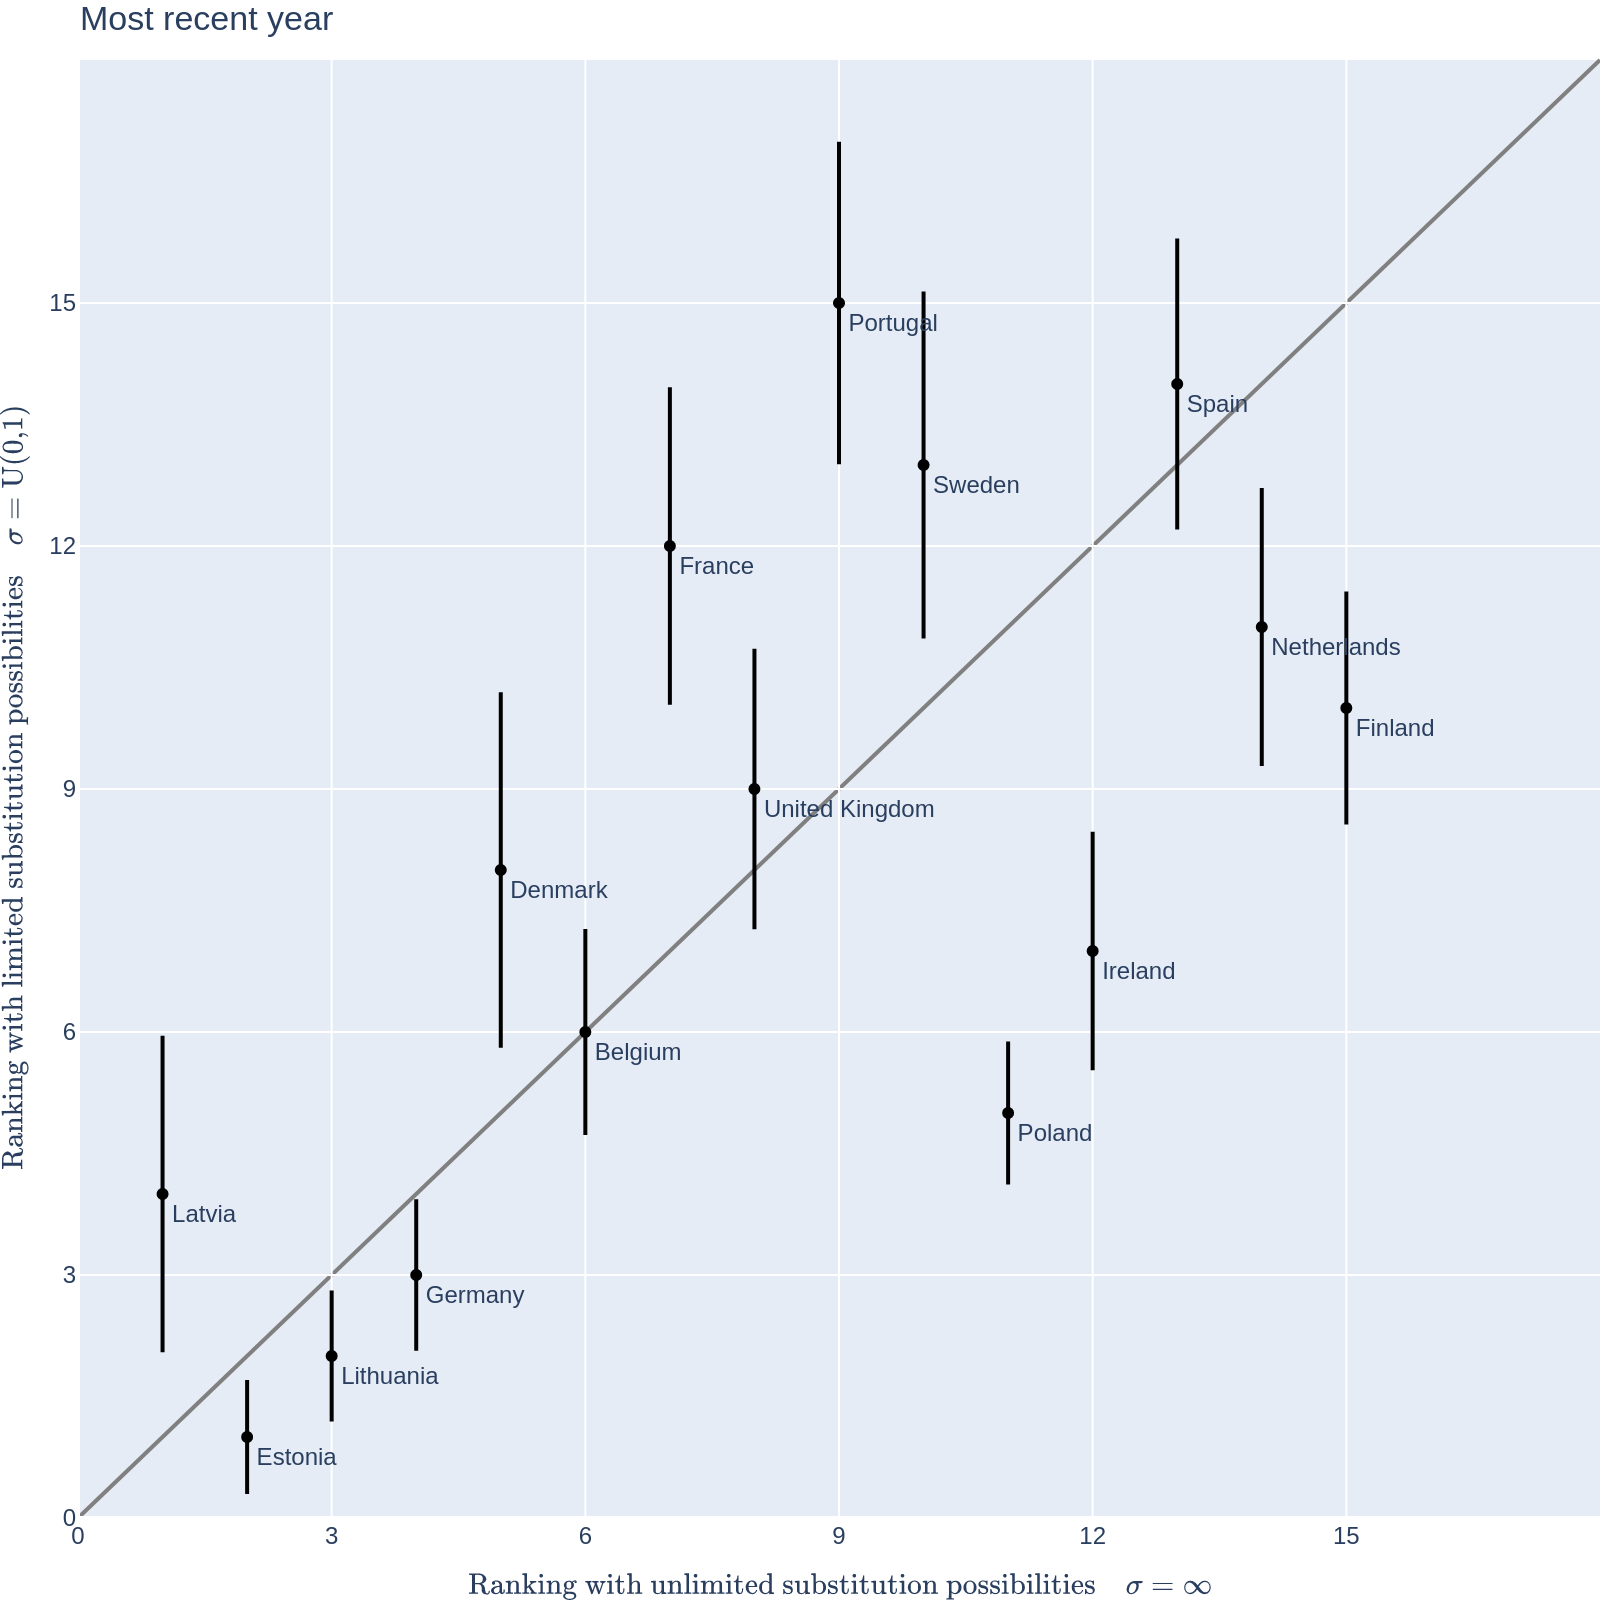 Most recent year
15
Portugal
Spain
Sweden
12
France
Netherlands
Finland
9
United Kingdom
Denmark
Ireland
6
Belgium
Poland
Latvia
3
Germany
Lithuania
Estonia
0
0 3 6 9 12 15
Ranking with limited substitution possibilities σ = U(0,1)
Ranking with unlimited substitution possibilities σ = ∞